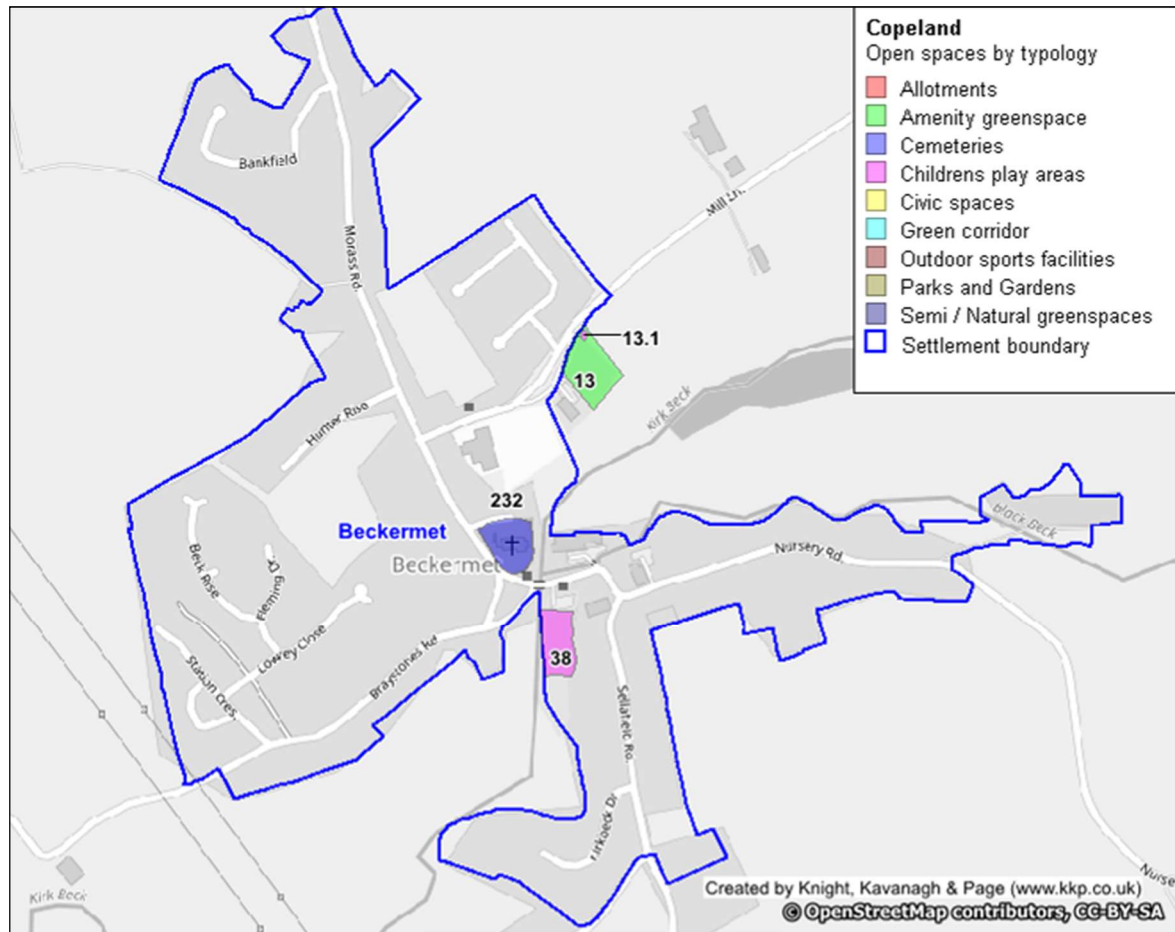 Copeland
Open spaces by typology
Allotments
Amenity greenspace
Cemeteries
Childrens play areas
Civic spaces
Green corridor
Outdoor sports facilities
Parks and Gardens
Semi / Natural greenspaces
Settlement boundary
Bankfield
Morass Rd.
Mill Ln.
13.1
13
Kirk Beck
Hunter Rise
232
Beckermet
Beckermet
Black Beck
Nursery Rd.
Beck Rise
Fleming Dr
Lowrey Close
Station Cres.
Braystones Rd
38
Sellafield Rd.
Kirkbeck Dr
Kirk Beck
Nurse
Created by Knight, Kavanagh & Page (www.kkp.co.uk)
© OpenStreetMap contributors, CC-BY-SA